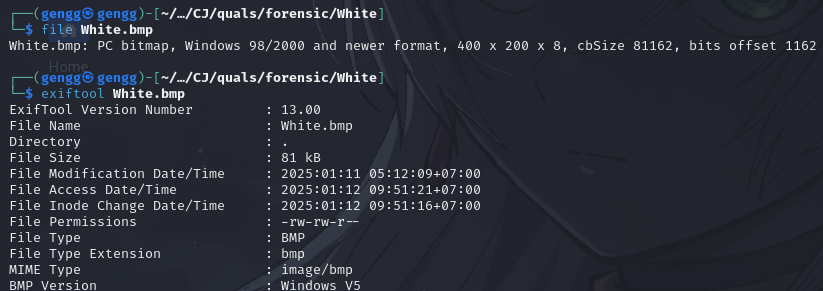 ┌──(gengg㉿gengg)-[~/…/CJ/quals/forensic/White]
└─$ file White.bmp
White.bmp: PC bitmap, Windows 98/2000 and newer format, 400 x 200 x 8, cbSize 81162, bits offset 1162
Home
┌──(gengg㉿gengg)-[~/…/CJ/quals/forensic/White]
└─$ exiftool White.bmp
ExifTool Version Number         : 13.00
File Name                       : White.bmp
Directory                       : .
File Size                       : 81 kB
File Modification Date/Time     : 2025:01:11 05:12:09+07:00
File Access Date/Time           : 2025:01:12 09:51:21+07:00
File Inode Change Date/Time     : 2025:01:12 09:51:16+07:00
File Permissions                : -rw-rw-r--
File Type                       : BMP
File Type Extension             : bmp
MIME Type                       : image/bmp
BMP Version                     : Windows V5